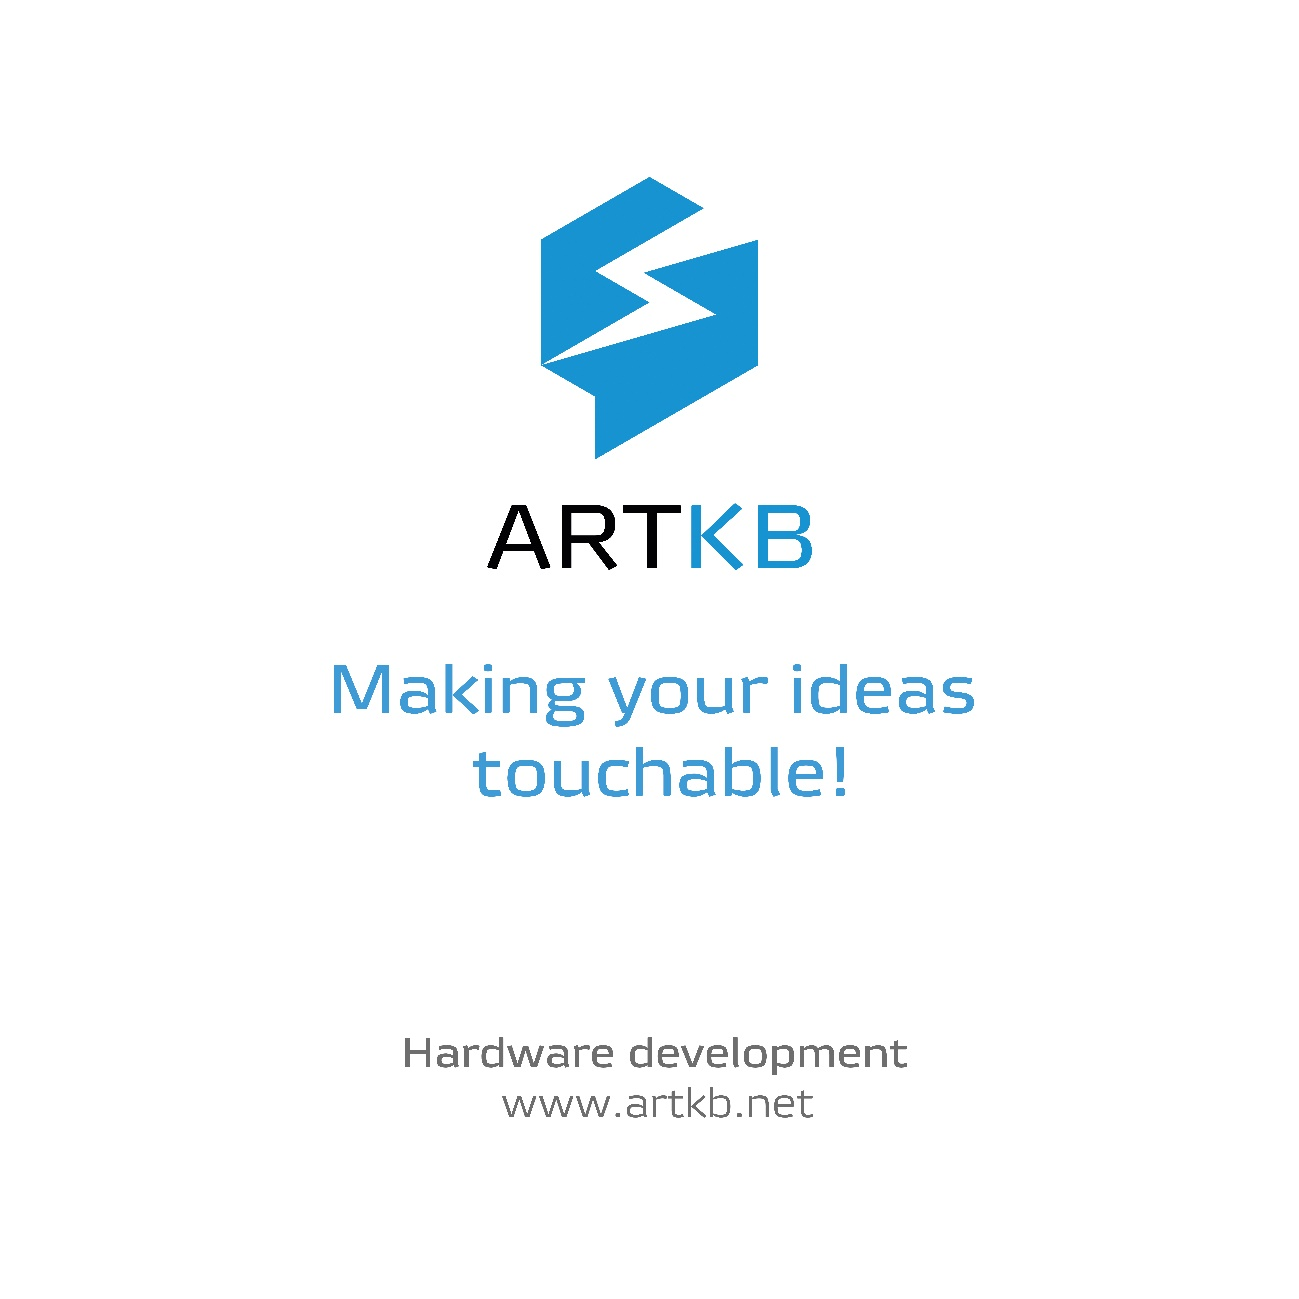 ARTKB
Making your ideas
touchable!
Hardware development
www.artkb.net